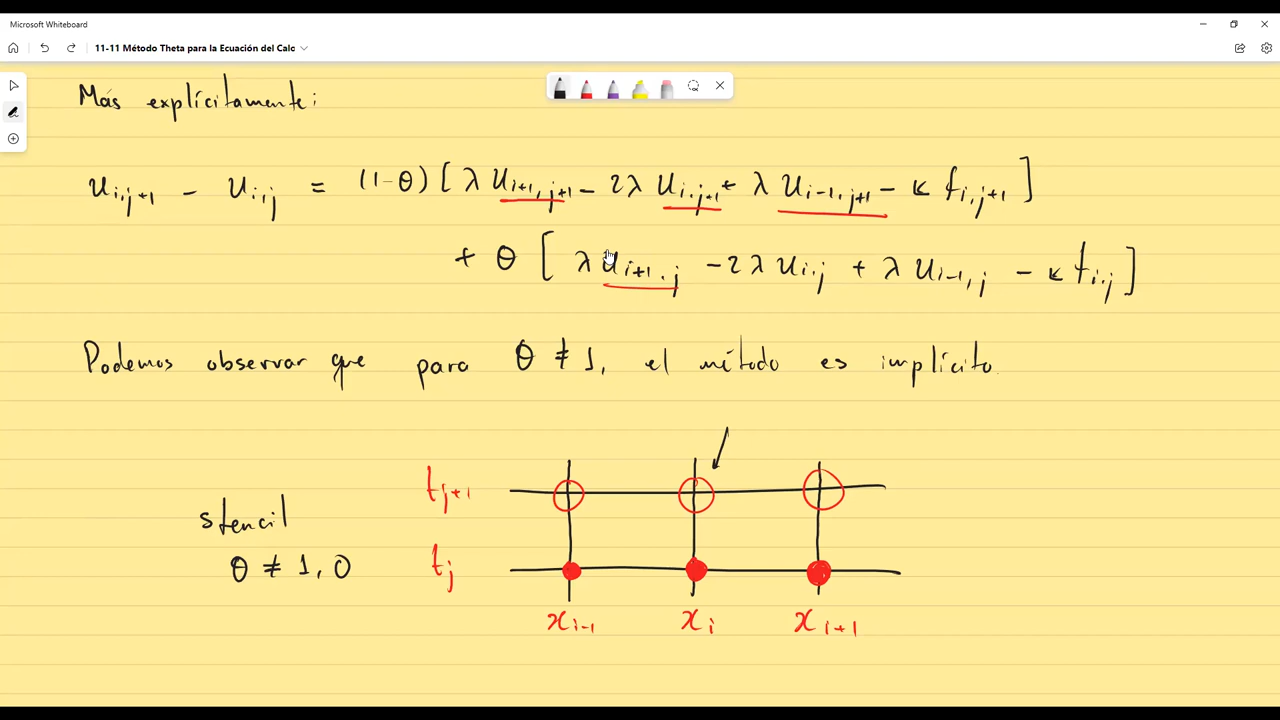 Microsoft Whiteboard
11-11 Método Theta para la Ecuación del Calc
Más explícitamente:
u_{i,j+1} - u_{i,j} = (1-θ) [ λ u_{i+1,j+1} - 2λ u_{i,j+1} + λ u_{i-1,j+1} - κ f_{i,j+1} ]
+ θ [ λ u_{i+1,j} - 2λ u_{i,j} + λ u_{i-1,j} - κ f_{i,j} ]
Podemos observar que para θ ≠ 1, el método es implícito.
t_{j+1}
stencil
θ ≠ 1, 0
t_j
x_{i-1} x_i x_{i+1}